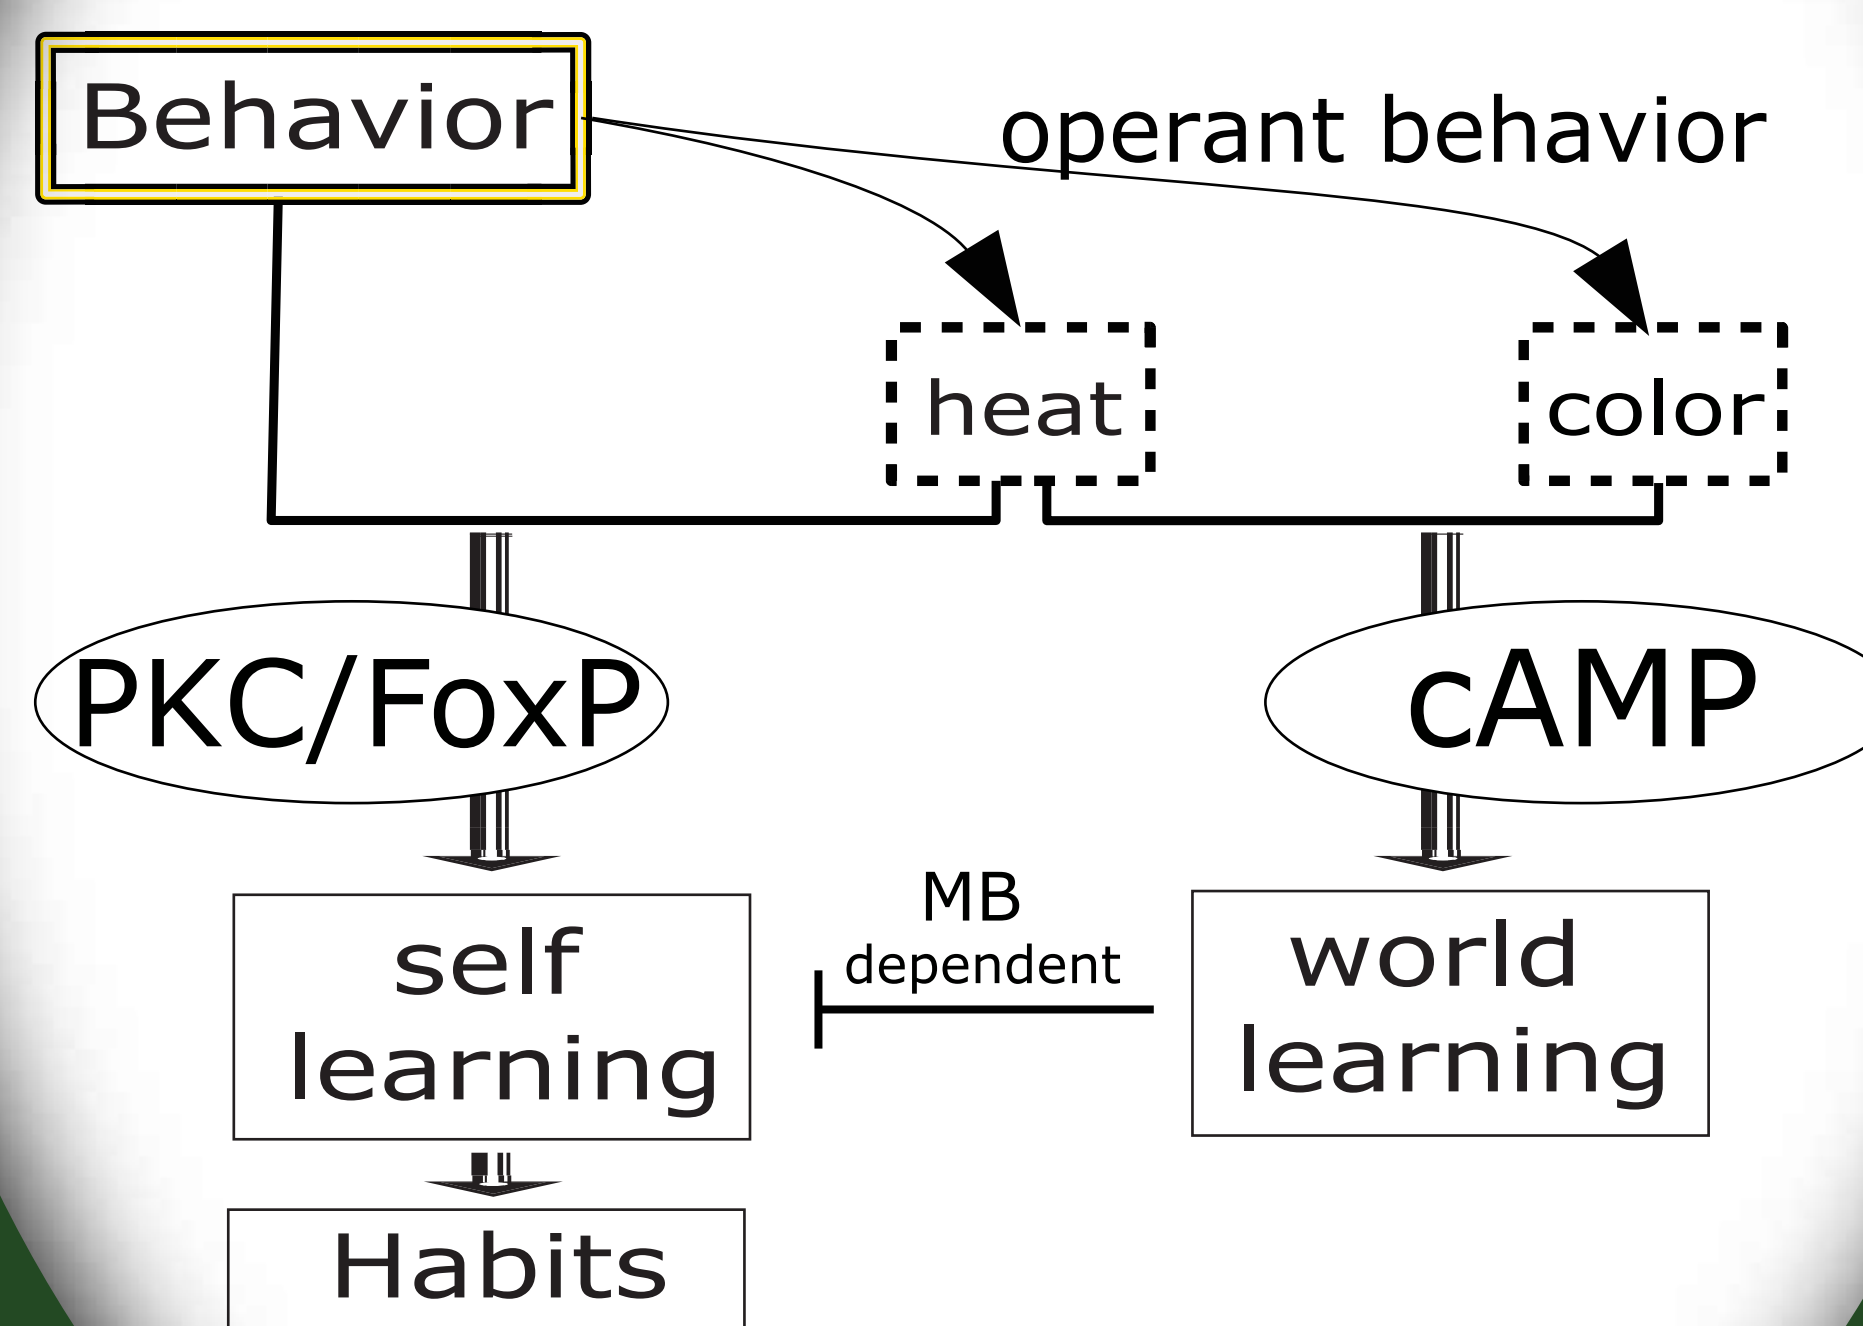 Behavior
operant behavior
heat
color
PKC/FoxP
cAMP
MB
dependent
self
learning
world
learning
Habits